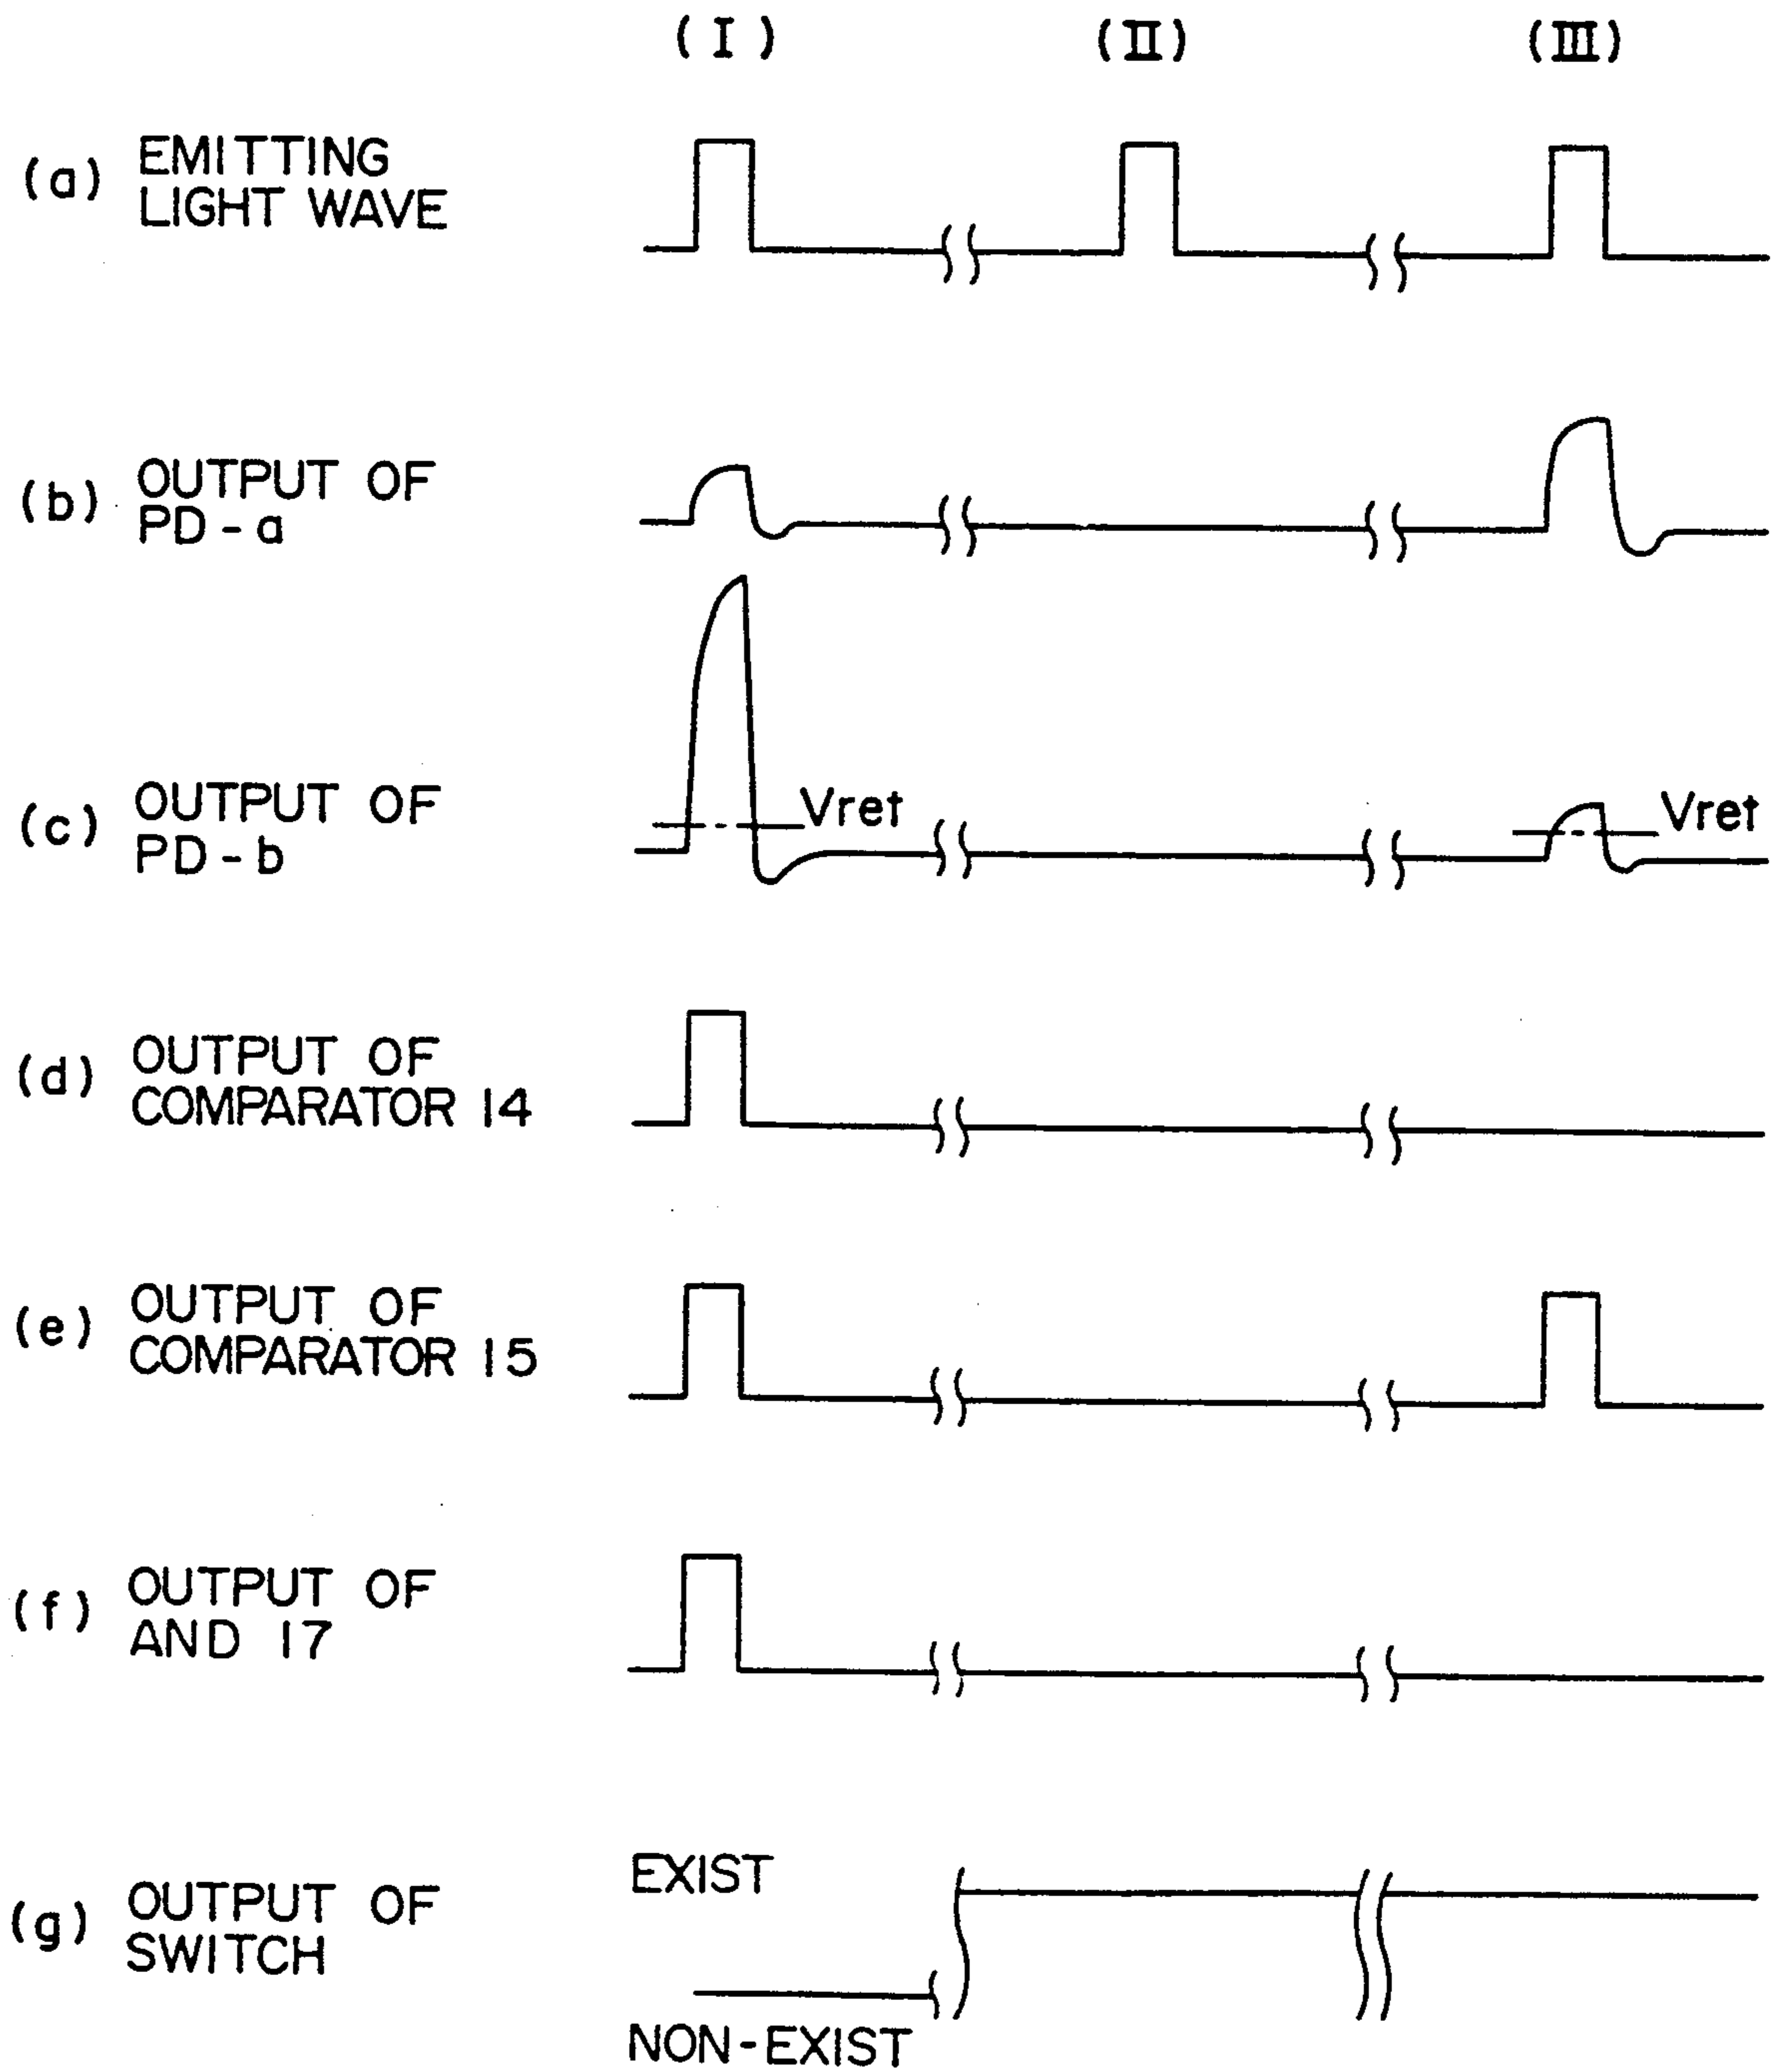 (I) (II) (III)
(a) EMITTING
LIGHT WAVE
(b) OUTPUT OF
PD-a
(c) OUTPUT OF
PD-b
Vret
Vret
(d) OUTPUT OF
COMPARATOR 14
(e) OUTPUT OF
COMPARATOR 15
(f) OUTPUT OF
AND 17
(g) OUTPUT OF
SWITCH
EXIST
NON-EXIST